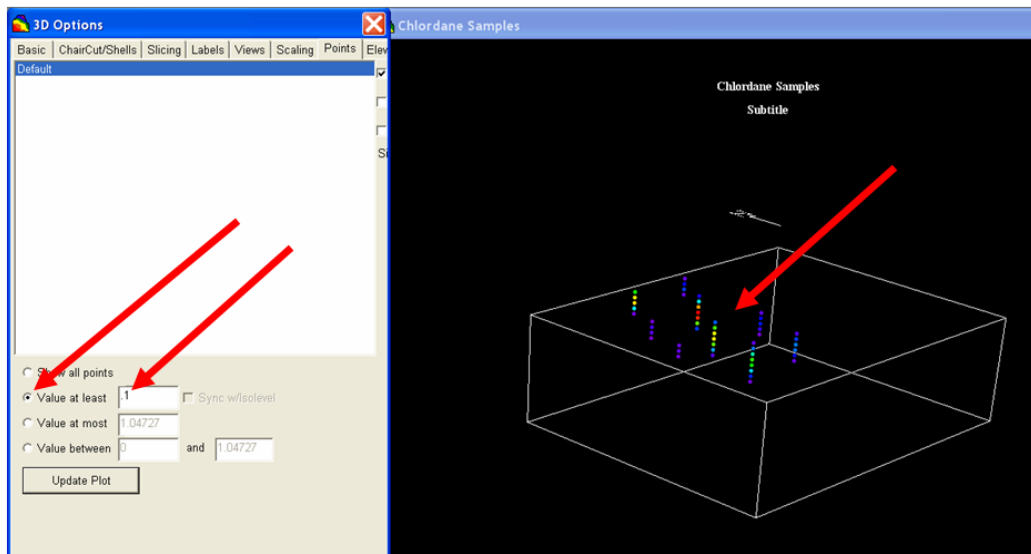 3D Options
Basic ChairCut/Shells Slicing Labels Views Scaling Points Elev
Default
Si
Show all points
Value at least .1 Sync w/Isolevel
Value at most 1.04727
Value between 0 and 1.04727
Update Plot
Chlordane Samples
Chlordane Samples
Subtitle